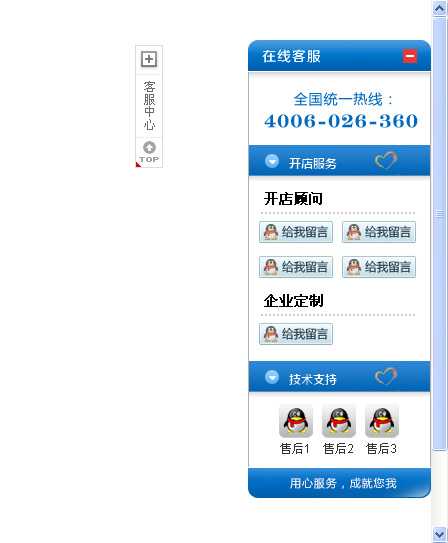 客服中心
TOP
在线客服
全国统一热线：
4006-026-360
开店服务
开店顾问
给我留言 给我留言
给我留言 给我留言
企业定制
给我留言
技术支持
售后1 售后2 售后3
用心服务，成就您我